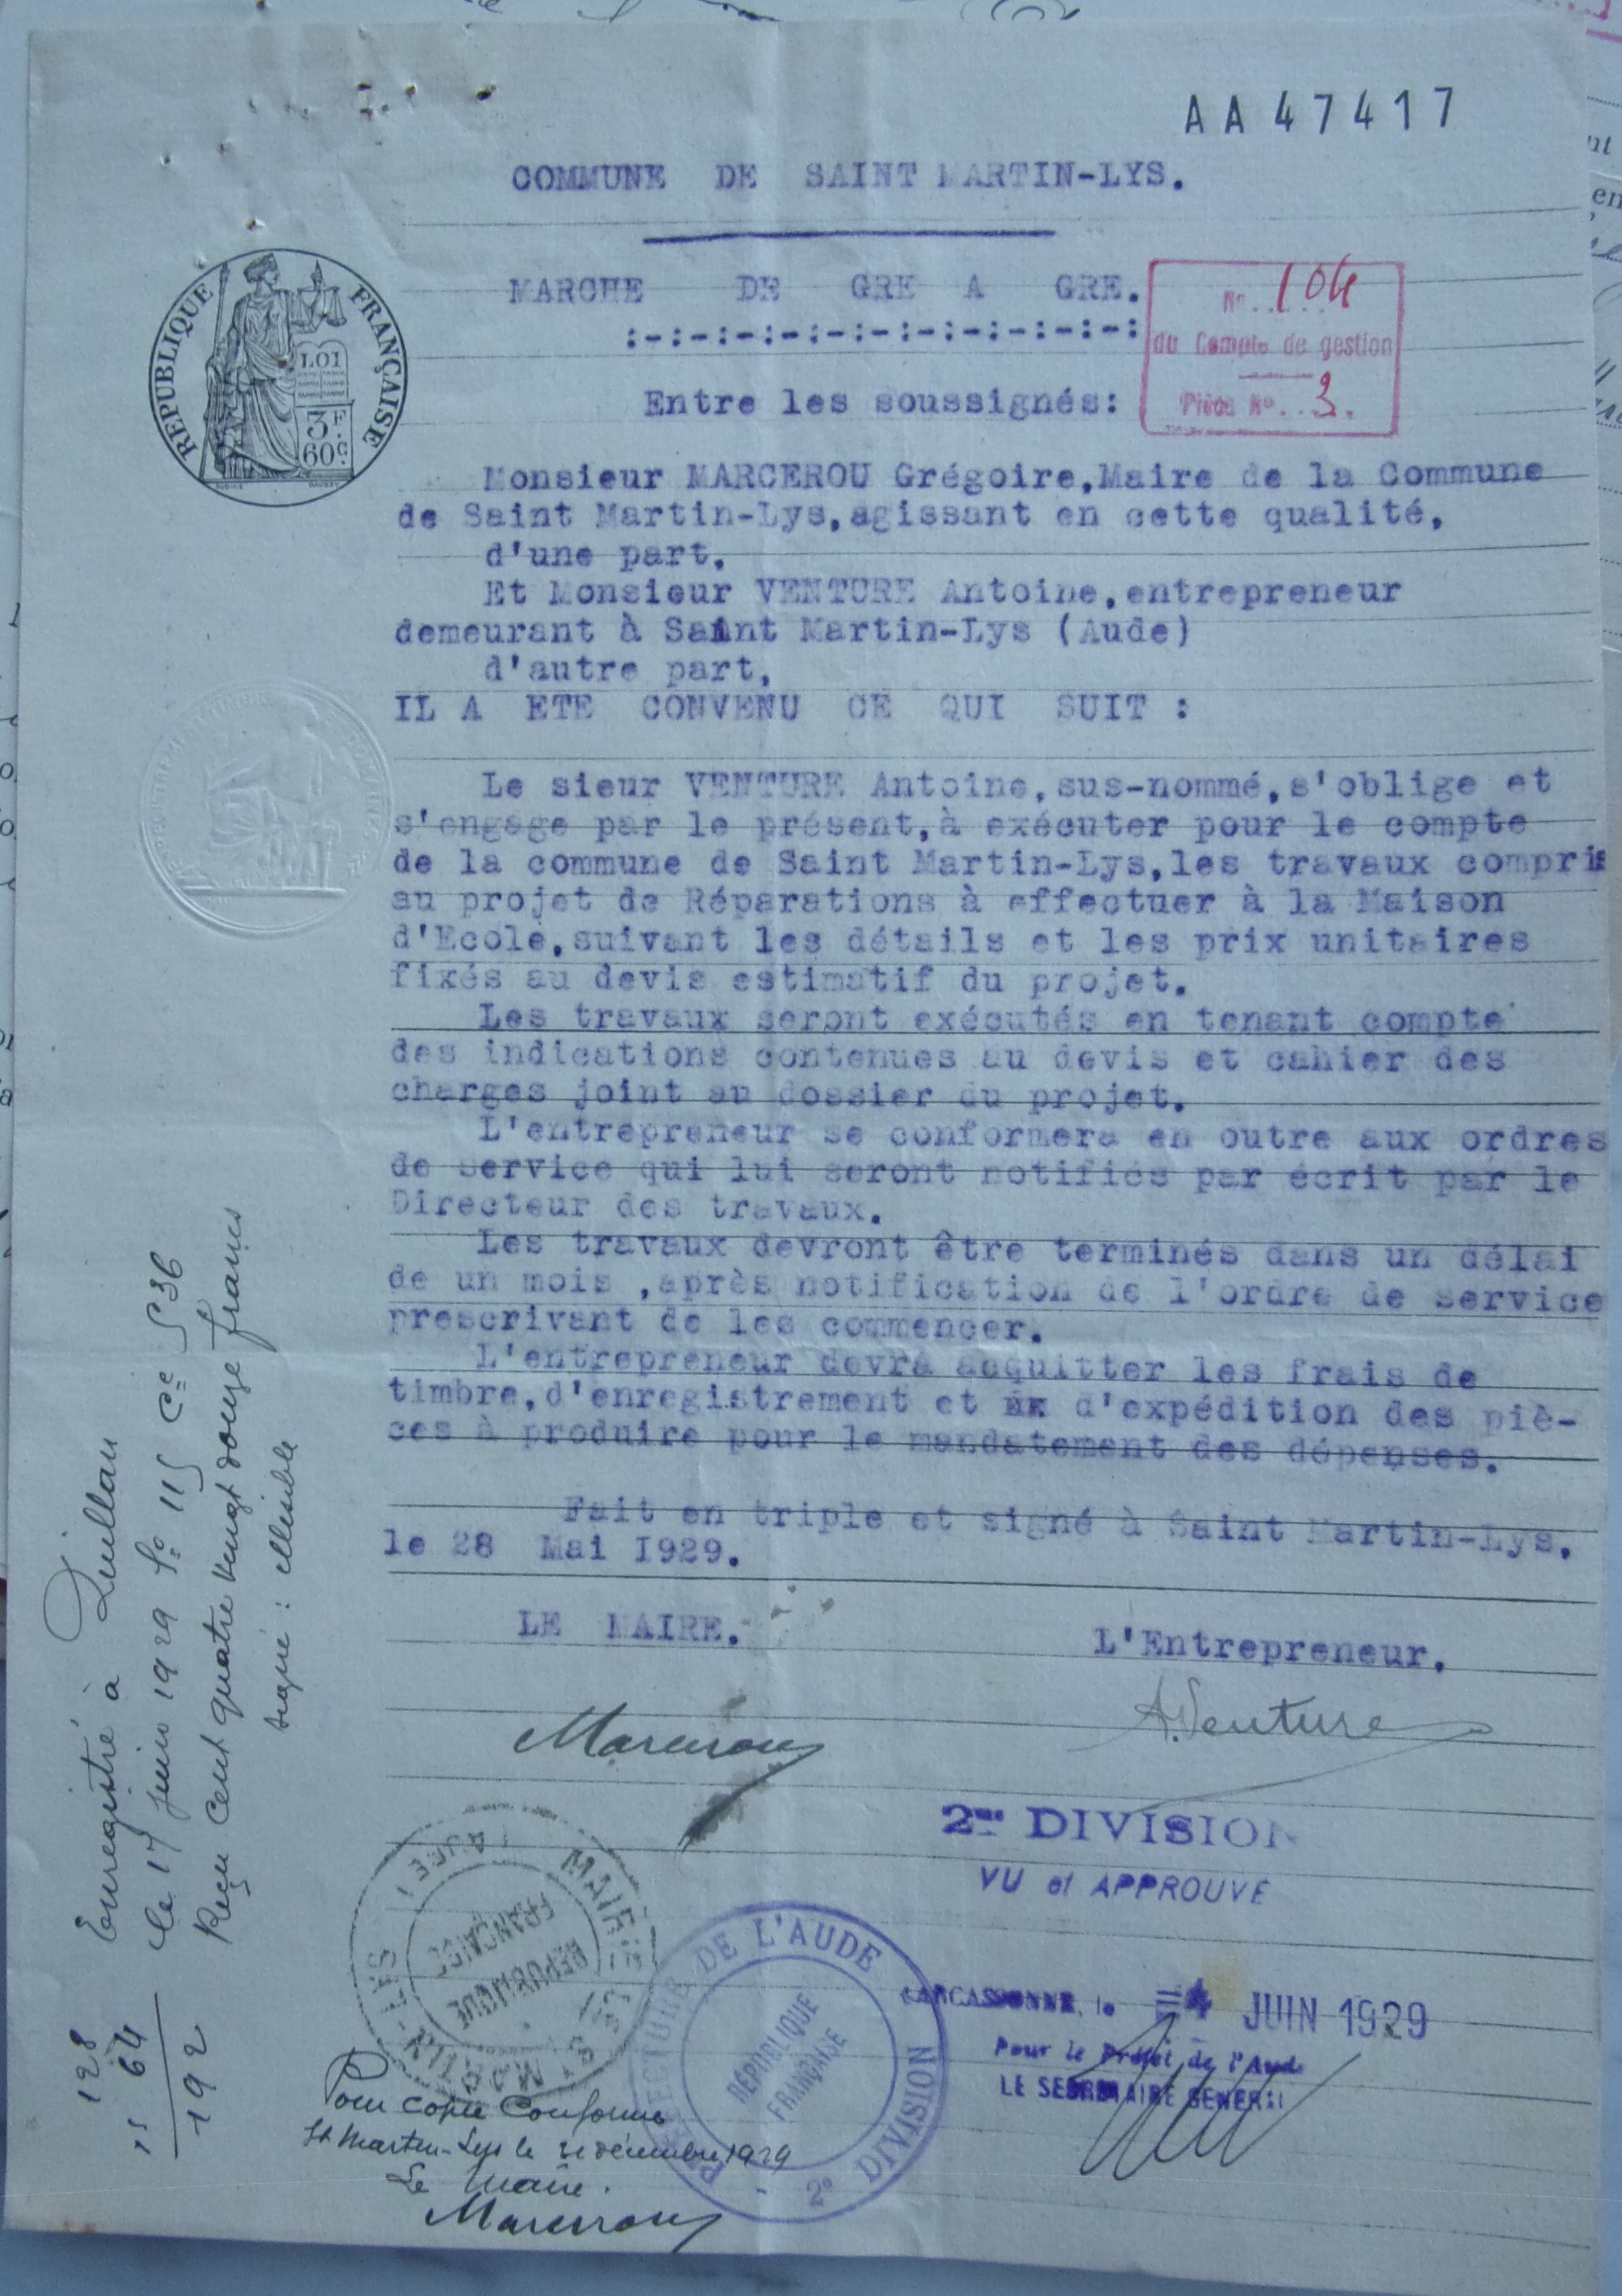 AA47417
COMMUNE DE SAINT MARTIN-LYS.
MARCHE DE GRE A GRE.
:-:-:-:-:-:-:-:-:-:-:-:
N° 104
du Compte de gestion
Pièce N° 3.
REPUBLIQUE FRANÇAISE
LOI
3F.
60c.
Entre les soussignés:
Monsieur MARCEROU Grégoire,Maire de la Commune
de Saint Martin-Lys,agissant en cette qualité,
d'une part.
Et Monsieur VENTURE Antoine,entrepreneur
demeurant à Saint Martin-Lys (Aude)
d'autre part,
IL A ETE CONVENU CE QUI SUIT :
Le sieur VENTURE Antoine,sus-nommé,s'oblige et
s'engage par le présent,à exécuter pour le compte
de la commune de Saint Martin-Lys,les travaux compris
au projet de Réparations à effectuer à la Maison
d'Ecole,suivant les détails et les prix unitaires
fixés au devis estimatif du projet.
Les travaux seront exécutés en tenant compte
des indications contenues au devis et cahier des
charges joint au dossier du projet.
L'entrepreneur se conformera en outre aux ordres
de service qui lui seront notifiés par écrit par le
Directeur des travaux.
Les travaux devront être terminés dans un délai
de un mois ,après notification de l'ordre de service
prescrivant de les commencer.
L'entrepreneur devra acquitter les frais de
timbre,d'enregistrement et d'expédition des piè-
ces à produire pour le mandatement des dépenses.
Fait en triple et signé à Saint Martin-Lys.
le 28 Mai I929.
LE MAIRE.
L'Entrepreneur.
Marcerou
A.Venture
2me DIVISION
VU et APPROUVÉ
CARCASSONNE, le =4 JUIN 1929
Pour le Préfet de l'Aude
LE SECRETAIRE GENERAL
MAIRIE DE ST MARTIN-LYS (AUDE)
REPUBLIQUE
FRANÇAISE
PREFECTURE DE L'AUDE
RÉPUBLIQUE
FRANÇAISE
- 2e DIVISION
Pour copie Conforme
St Martin-Lys le décembre 1929
Le Maire.
Marcerou
Enregistré à Quillan
le 17 juin 1929 fo 115 Ce 536
Reçu Cent quatre vingt douze francs
signé : illisible
128
64
192